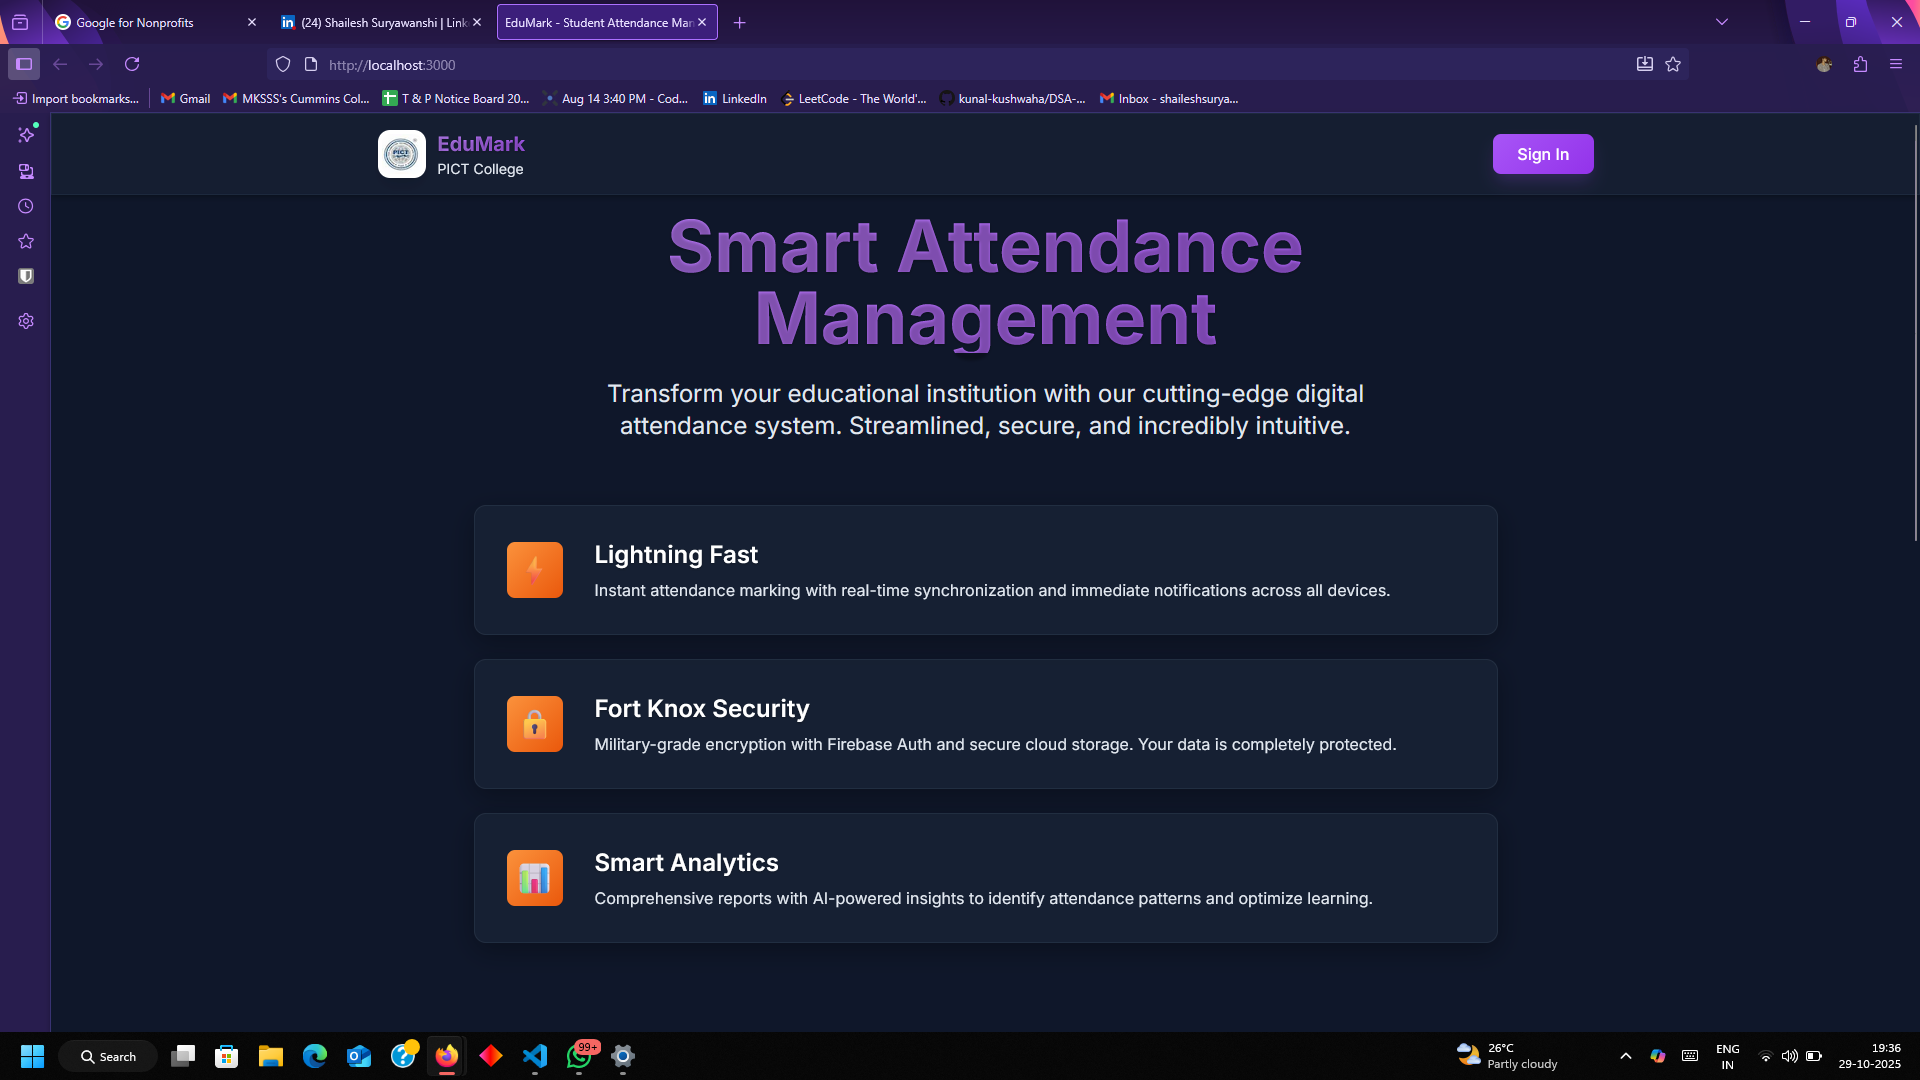 Google for Nonprofits
(24) Shailesh Suryawanshi | Link
EduMark - Student Attendance Man
http://localhost:3000
Import bookmarks...
Gmail
MKSSS's Cummins Col...
T & P Notice Board 20...
Aug 14 3:40 PM - Cod...
LinkedIn
LeetCode - The World'...
kunal-kushwaha/DSA-...
Inbox - shaileshsurya...
EduMark
PICT College
PICT
Sign In
Smart Attendance
Management
Transform your educational institution with our cutting-edge digital
attendance system. Streamlined, secure, and incredibly intuitive.
Lightning Fast
Instant attendance marking with real-time synchronization and immediate notifications across all devices.
Fort Knox Security
Military-grade encryption with Firebase Auth and secure cloud storage. Your data is completely protected.
Smart Analytics
Comprehensive reports with AI-powered insights to identify attendance patterns and optimize learning.
Search
99+
26°C
Partly cloudy
ENG
IN
19:36
29-10-2025